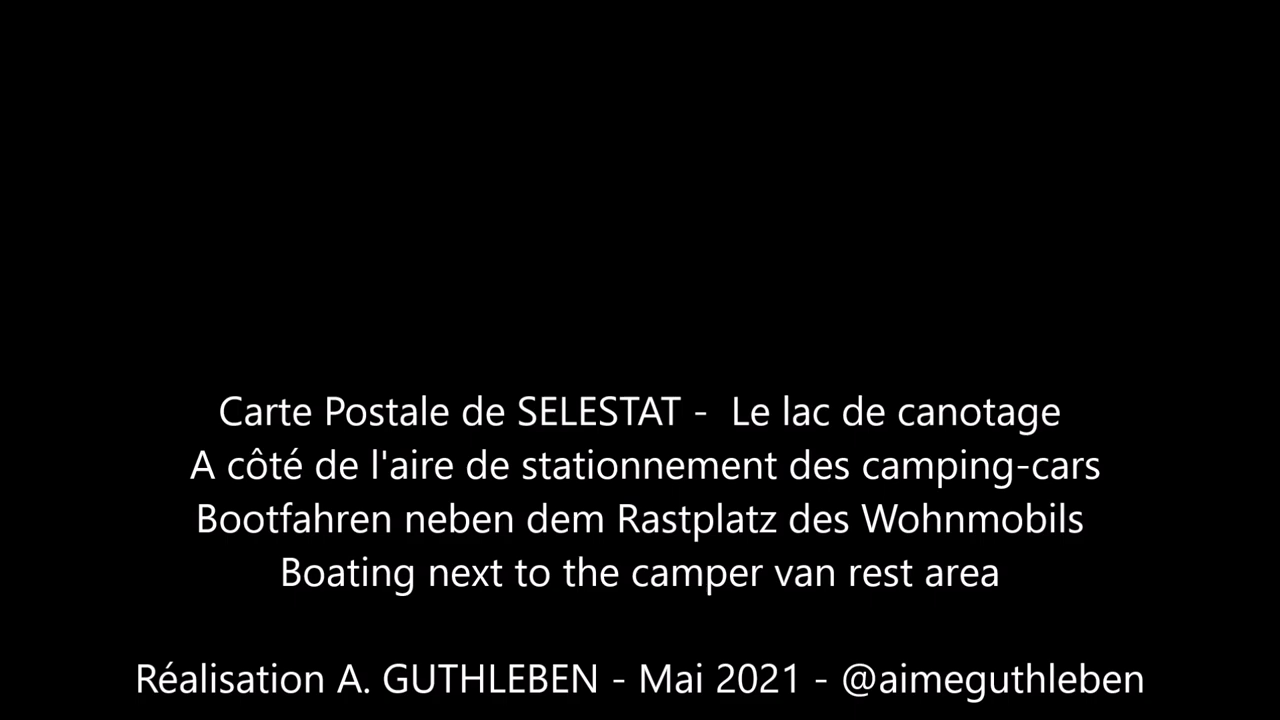 Carte Postale de SELESTAT -  Le lac de canotage
A côté de l'aire de stationnement des camping-cars
Bootfahren neben dem Rastplatz des Wohnmobils
Boating next to the camper van rest area
Réalisation A. GUTHLEBEN - Mai 2021 - @aimeguthleben